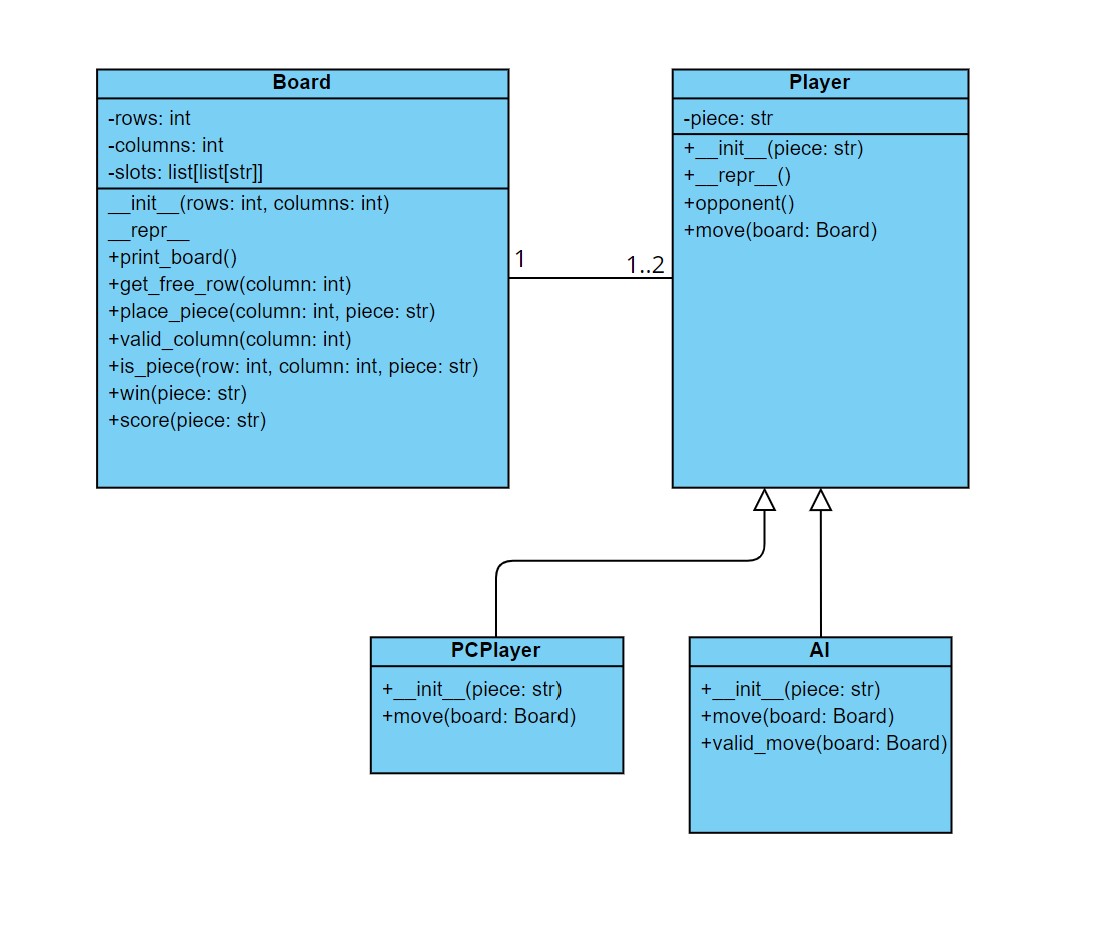 Board
-rows: int
-columns: int
-slots: list[list[str]]
__init__(rows: int, columns: int)
__repr__
+print_board()
+get_free_row(column: int)
+place_piece(column: int, piece: str)
+valid_column(column: int)
+is_piece(row: int, column: int, piece: str)
+win(piece: str)
+score(piece: str)
1
1..2
Player
-piece: str
+__init__(piece: str)
+__repr__()
+opponent()
+move(board: Board)
PCPlayer
+__init__(piece: str)
+move(board: Board)
AI
+__init__(piece: str)
+move(board: Board)
+valid_move(board: Board)